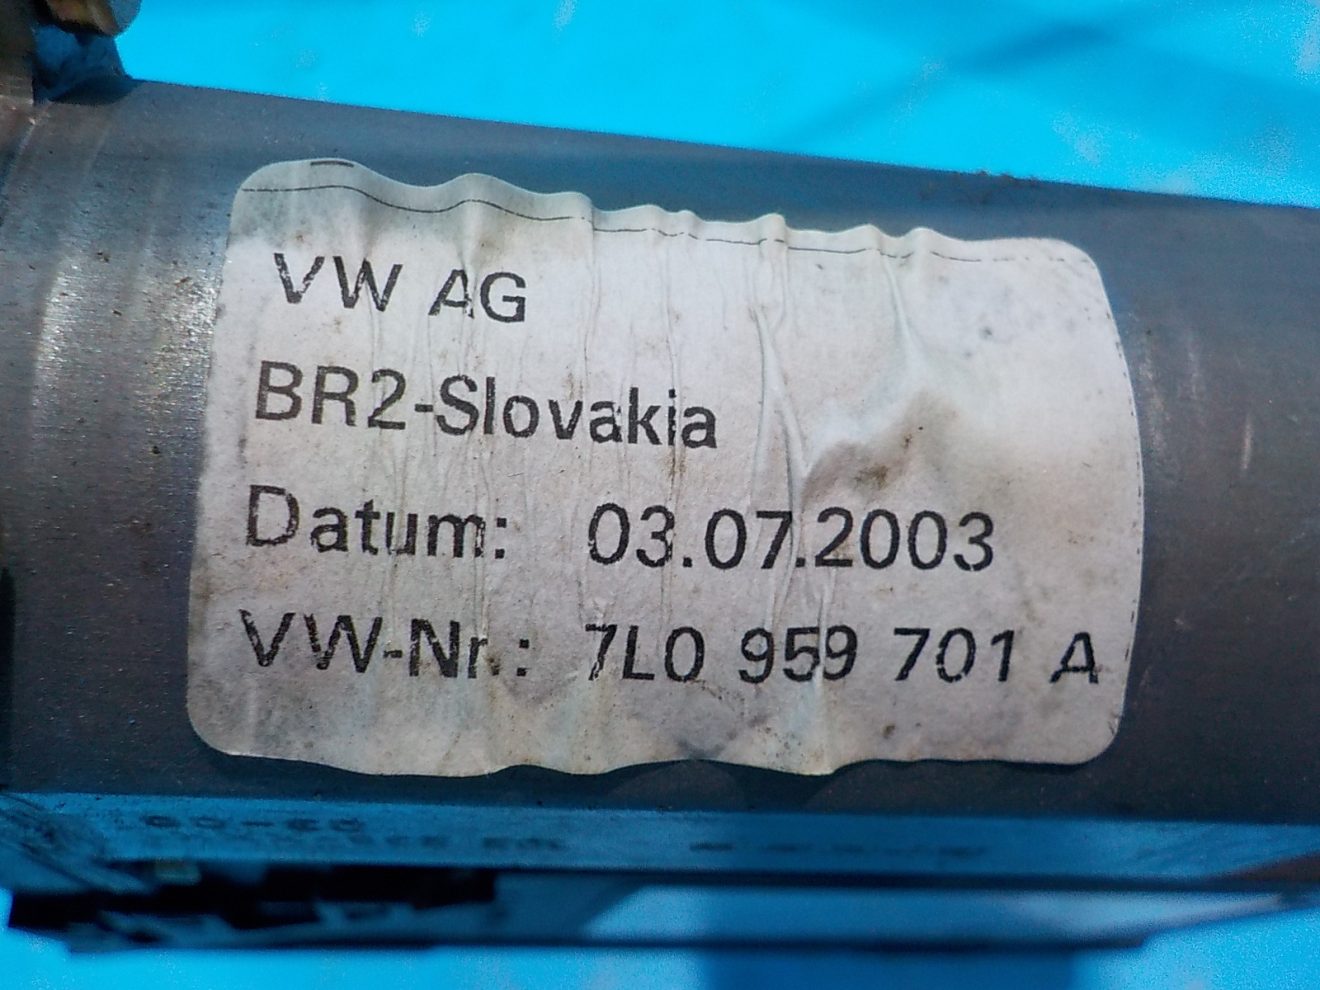 VW AG
BR2-Slovakia
Datum: 03.07.2003
VW-Nr.: 7L0 959 701 A